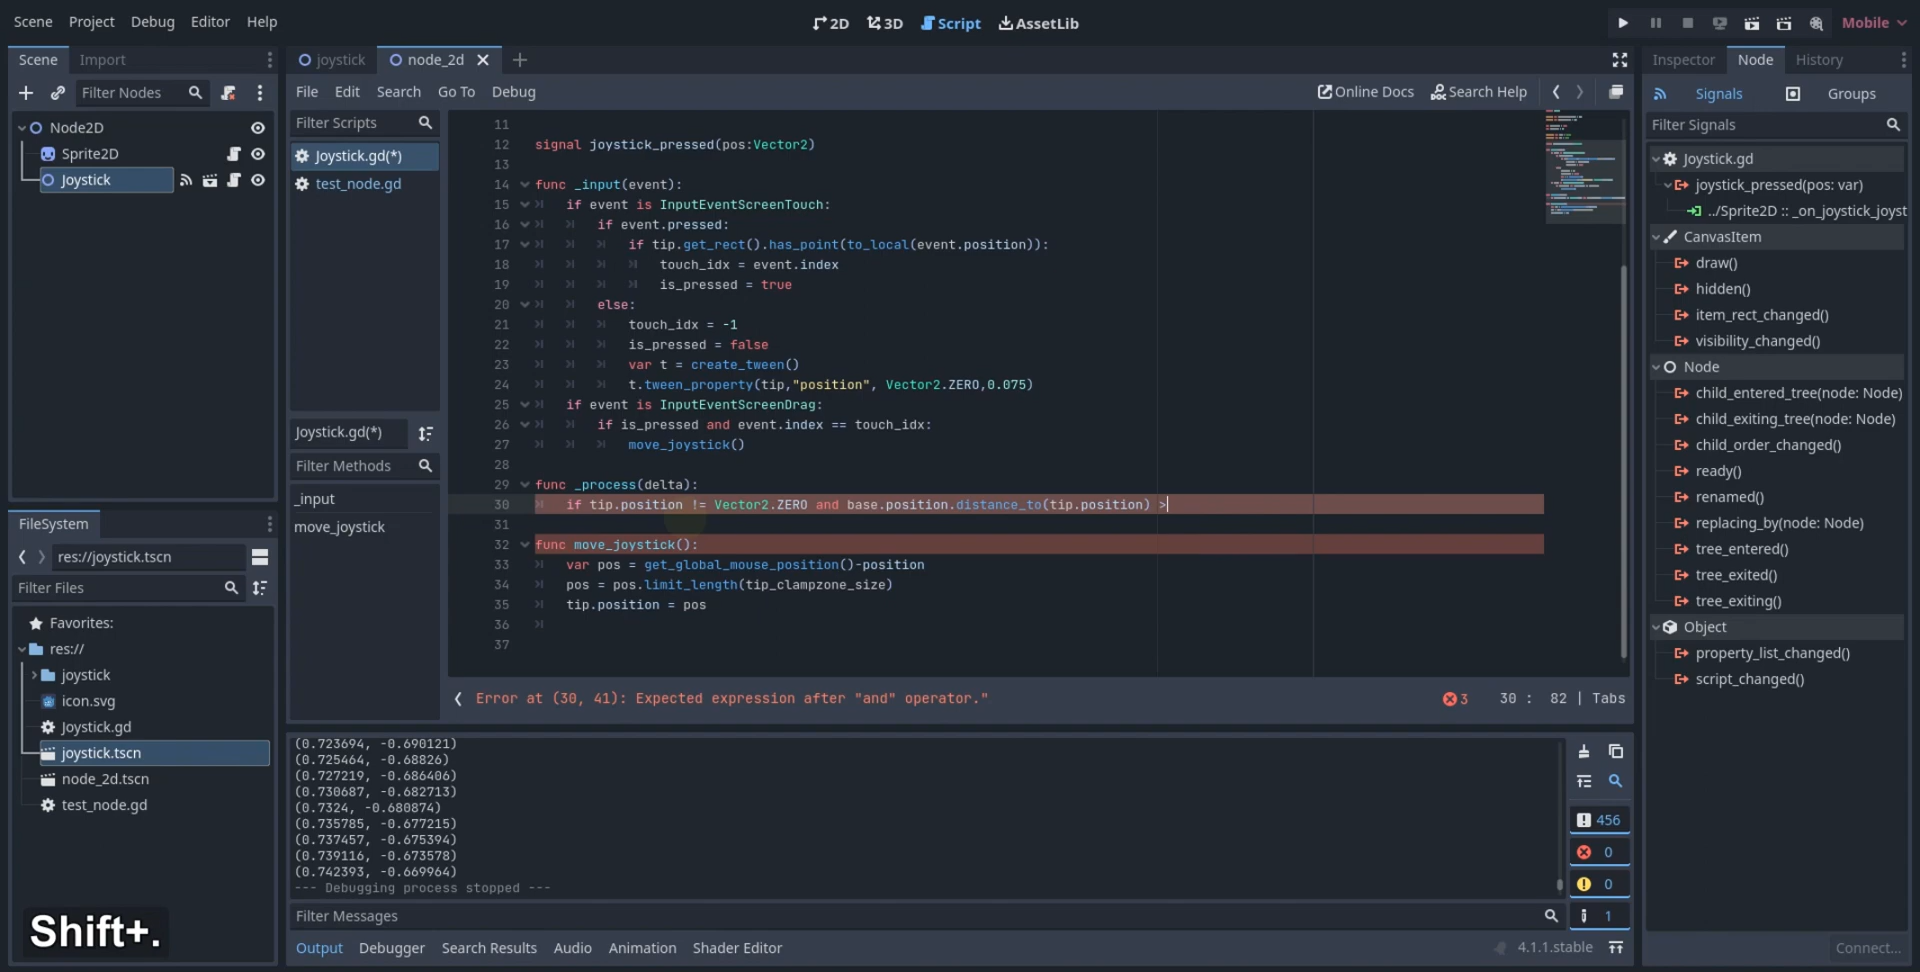 Scene Project Debug Editor Help
2D 3D Script AssetLib
Mobile
Scene Import
Filter Nodes
Node2D
Sprite2D
Joystick
FileSystem
res://joystick.tscn
Filter Files
Favorites:
res://
joystick
icon.svg
Joystick.gd
joystick.tscn
node_2d.tscn
test_node.gd
Shift+.
joystick node_2d
File Edit Search Go To Debug
Online Docs Search Help
Filter Scripts
Joystick.gd(*)
test_node.gd
Joystick.gd(*)
Filter Methods
_input
move_joystick
11
12 signal joystick_pressed(pos:Vector2)
13
14 func _input(event):
15 if event is InputEventScreenTouch:
16 if event.pressed:
17 if tip.get_rect().has_point(to_local(event.position)):
18 touch_idx = event.index
19 is_pressed = true
20 else:
21 touch_idx = -1
22 is_pressed = false
23 var t = create_tween()
24 t.tween_property(tip,"position", Vector2.ZERO,0.075)
25 if event is InputEventScreenDrag:
26 if is_pressed and event.index == touch_idx:
27 move_joystick()
28
29 func _process(delta):
30 if tip.position != Vector2.ZERO and base.position.distance_to(tip.position) >
31
32 func move_joystick():
33 var pos = get_global_mouse_position()-position
34 pos = pos.limit_length(tip_clampzone_size)
35 tip.position = pos
36
37
Error at (30, 41): Expected expression after "and" operator."
3 30 : 82 | Tabs
(0.723694, -0.690121)
(0.725464, -0.68826)
(0.727219, -0.686406)
(0.730687, -0.682713)
(0.7324, -0.680874)
(0.735785, -0.677215)
(0.737457, -0.675394)
(0.739116, -0.673578)
(0.742393, -0.669964)
--- Debugging process stopped ---
456
0
0
1
Filter Messages
Output Debugger Search Results Audio Animation Shader Editor
4.1.1.stable
Inspector Node History
Signals Groups
Filter Signals
Joystick.gd
joystick_pressed(pos: var)
../Sprite2D :: _on_joystick_joyst
CanvasItem
draw()
hidden()
item_rect_changed()
visibility_changed()
Node
child_entered_tree(node: Node)
child_exiting_tree(node: Node)
child_order_changed()
ready()
renamed()
replacing_by(node: Node)
tree_entered()
tree_exited()
tree_exiting()
Object
property_list_changed()
script_changed()
Connect...